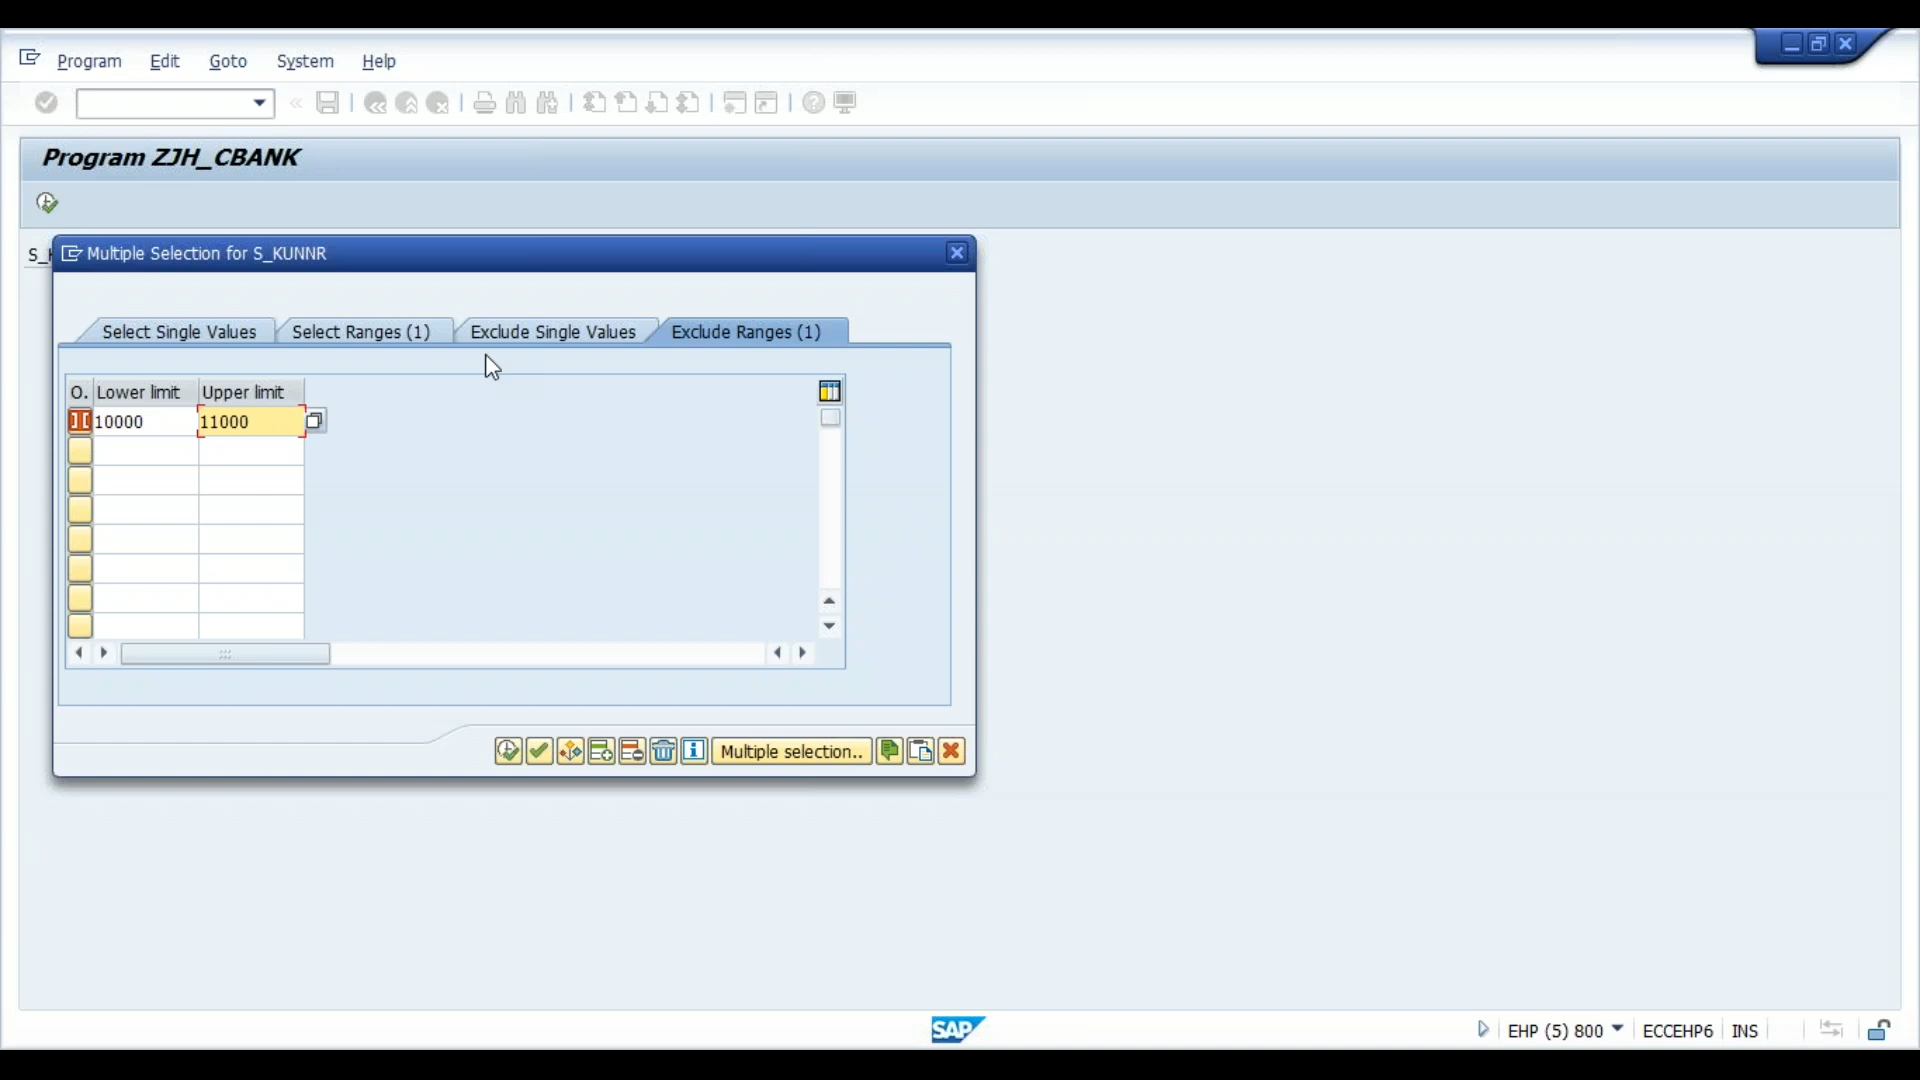 Program Edit Goto System Help
Program ZJH_CBANK
S_
Multiple Selection for S_KUNNR
Select Single Values Select Ranges (1) Exclude Single Values Exclude Ranges (1)
O. Lower limit Upper limit
10000 11000
Multiple selection..
SAP EHP (5) 800 ECCEHP6 INS